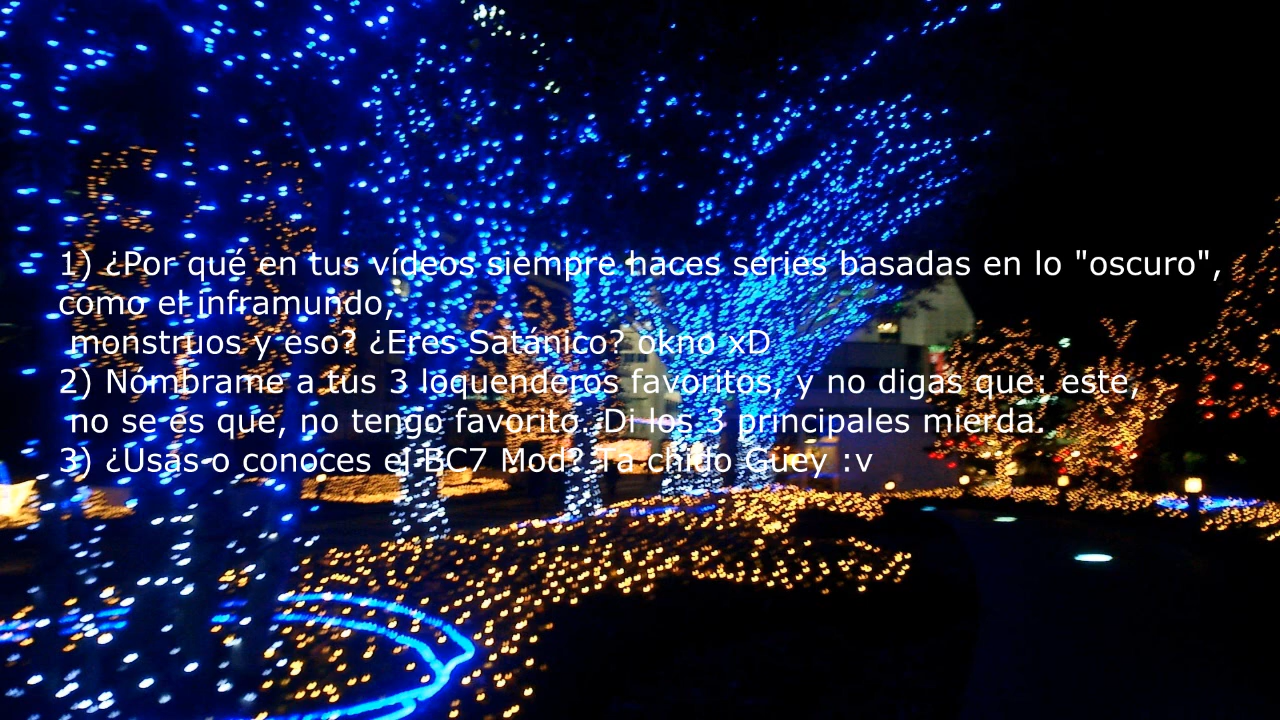 1) ¿Por qué en tus vídeos siempre haces series basadas en lo "oscuro",
como el inframundo,
monstruos y eso? ¿Eres Satánico? okno xD
2) Nómbrame a tus 3 loquenderos favoritos, y no digas que: este,
no se es que, no tengo favorito. Di los 3 principales mierda.
3) ¿Usas o conoces el BC7 Mod? Ta chido Guey :v